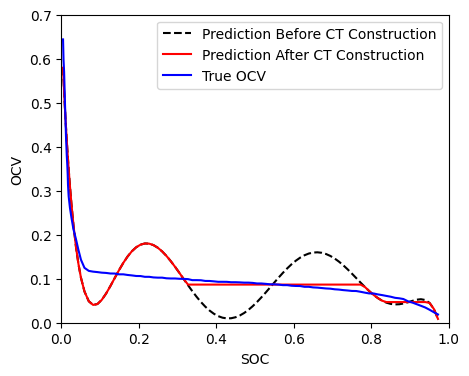 0.7
0.6
0.5
0.4
0.3
0.2
0.1
0.0
OCV
Prediction Before CT Construction
Prediction After CT Construction
True OCV
0.0 0.2 0.4 0.6 0.8 1.0
SOC